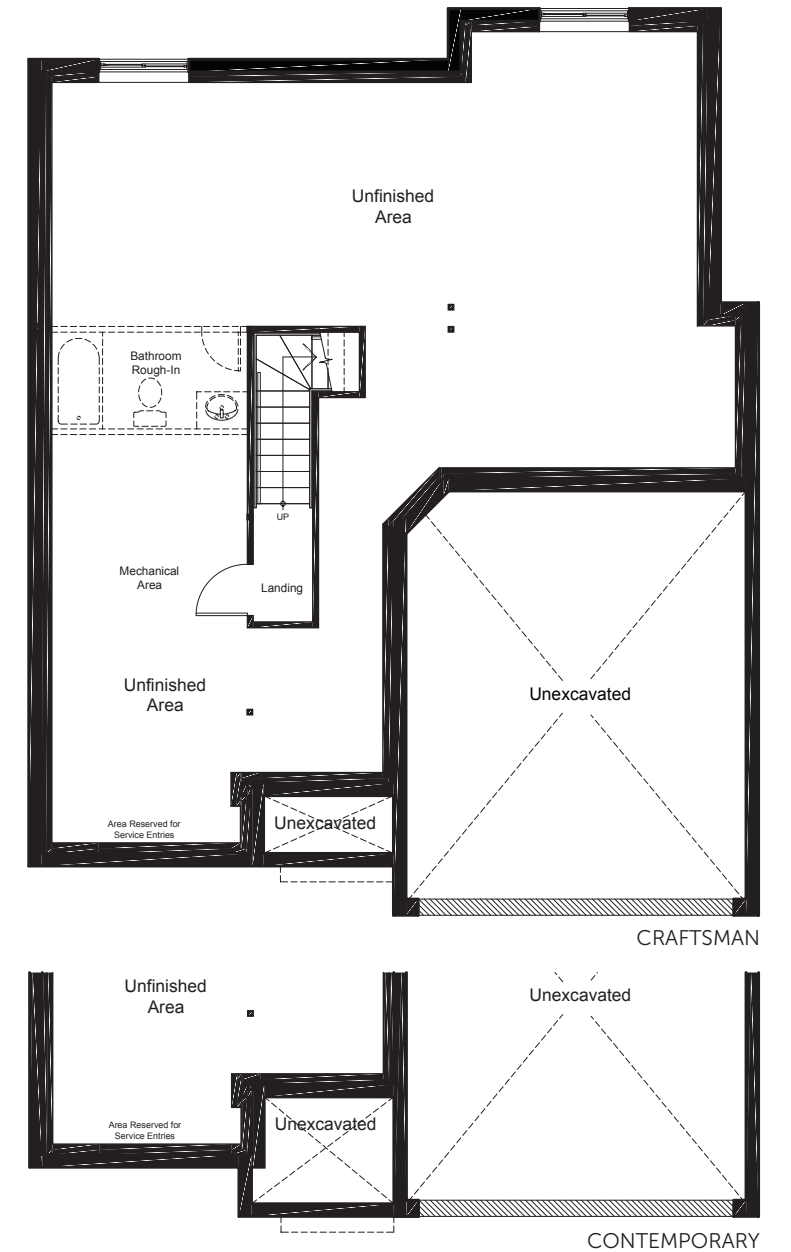 Unfinished
Area
Bathroom
Rough-In
UP
Mechanical
Area
Landing
Unfinished
Area
Unexcavated
Area Reserved for
Service Entries
Unexcavated
CRAFTSMAN
Unfinished
Area
Unexcavated
Area Reserved for
Service Entries
Unexcavated
CONTEMPORARY